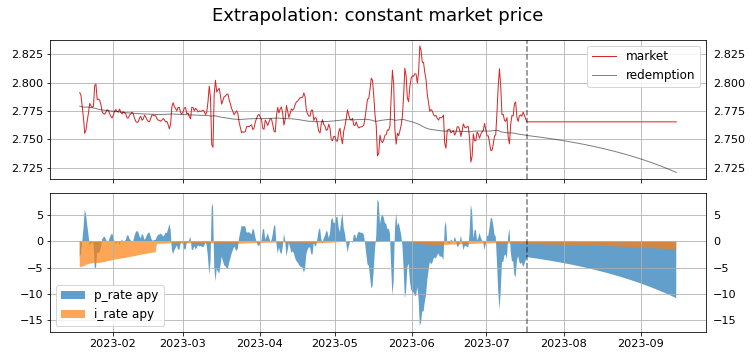 Extrapolation: constant market price
2.825 2.825
2.800 2.800
2.775 2.775
2.750 2.750
2.725 2.725
market
redemption
5 5
0 0
−5 −5
−10 −10
−15 −15
p_rate apy
i_rate apy
2023-02 2023-03 2023-04 2023-05 2023-06 2023-07 2023-08 2023-09